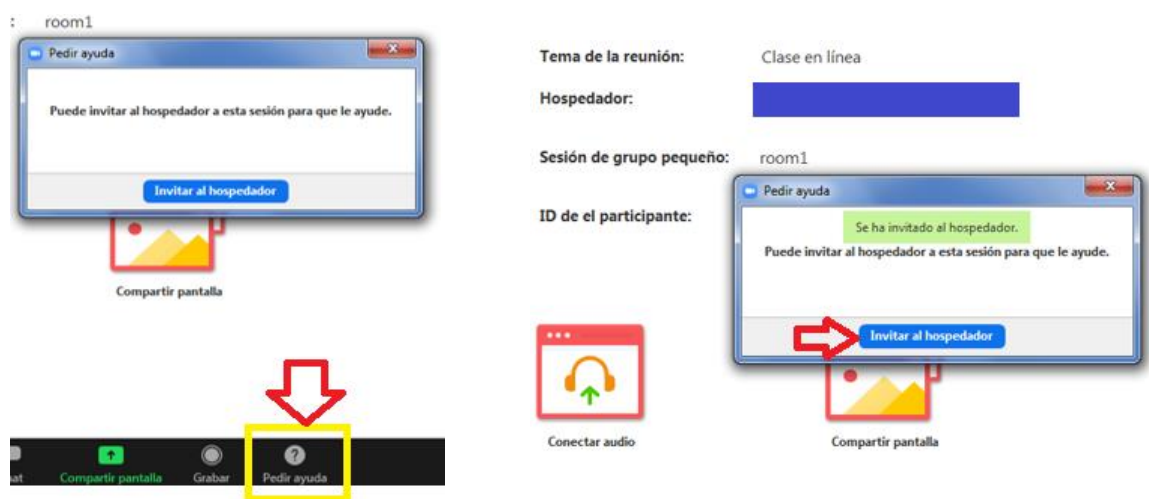 : room1
Pedir ayuda
Puede invitar al hospedador a esta sesión para que le ayude.
Invitar al hospedador
Compartir pantalla
at
Compartir pantalla
Grabar
Pedir ayuda
Tema de la reunión: Clase en línea
Hospedador:
Sesión de grupo pequeño: room1
ID de el participante:
Pedir ayuda
Se ha invitado al hospedador.
Puede invitar al hospedador a esta sesión para que le ayude.
Invitar al hospedador
Conectar audio
Compartir pantalla